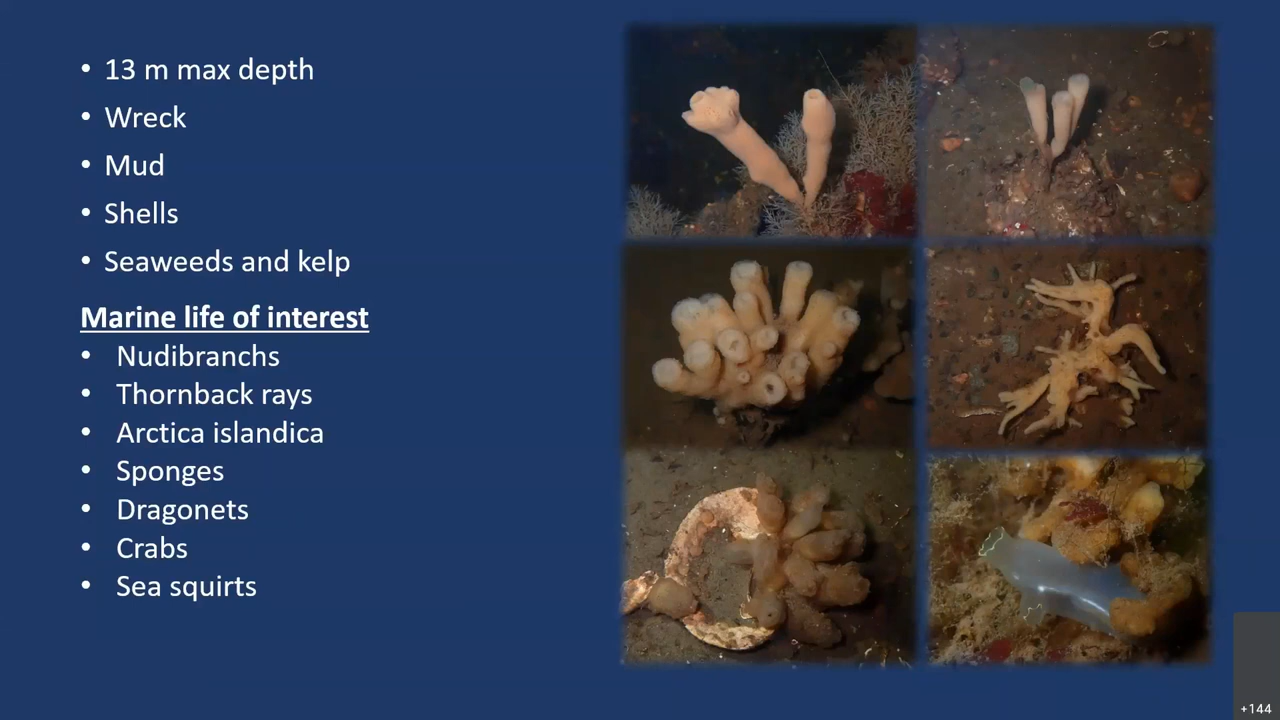 • 13 m max depth
• Wreck
• Mud
• Shells
• Seaweeds and kelp
Marine life of interest
• Nudibranchs
• Thornback rays
• Arctica islandica
• Sponges
• Dragonets
• Crabs
• Sea squirts
+144